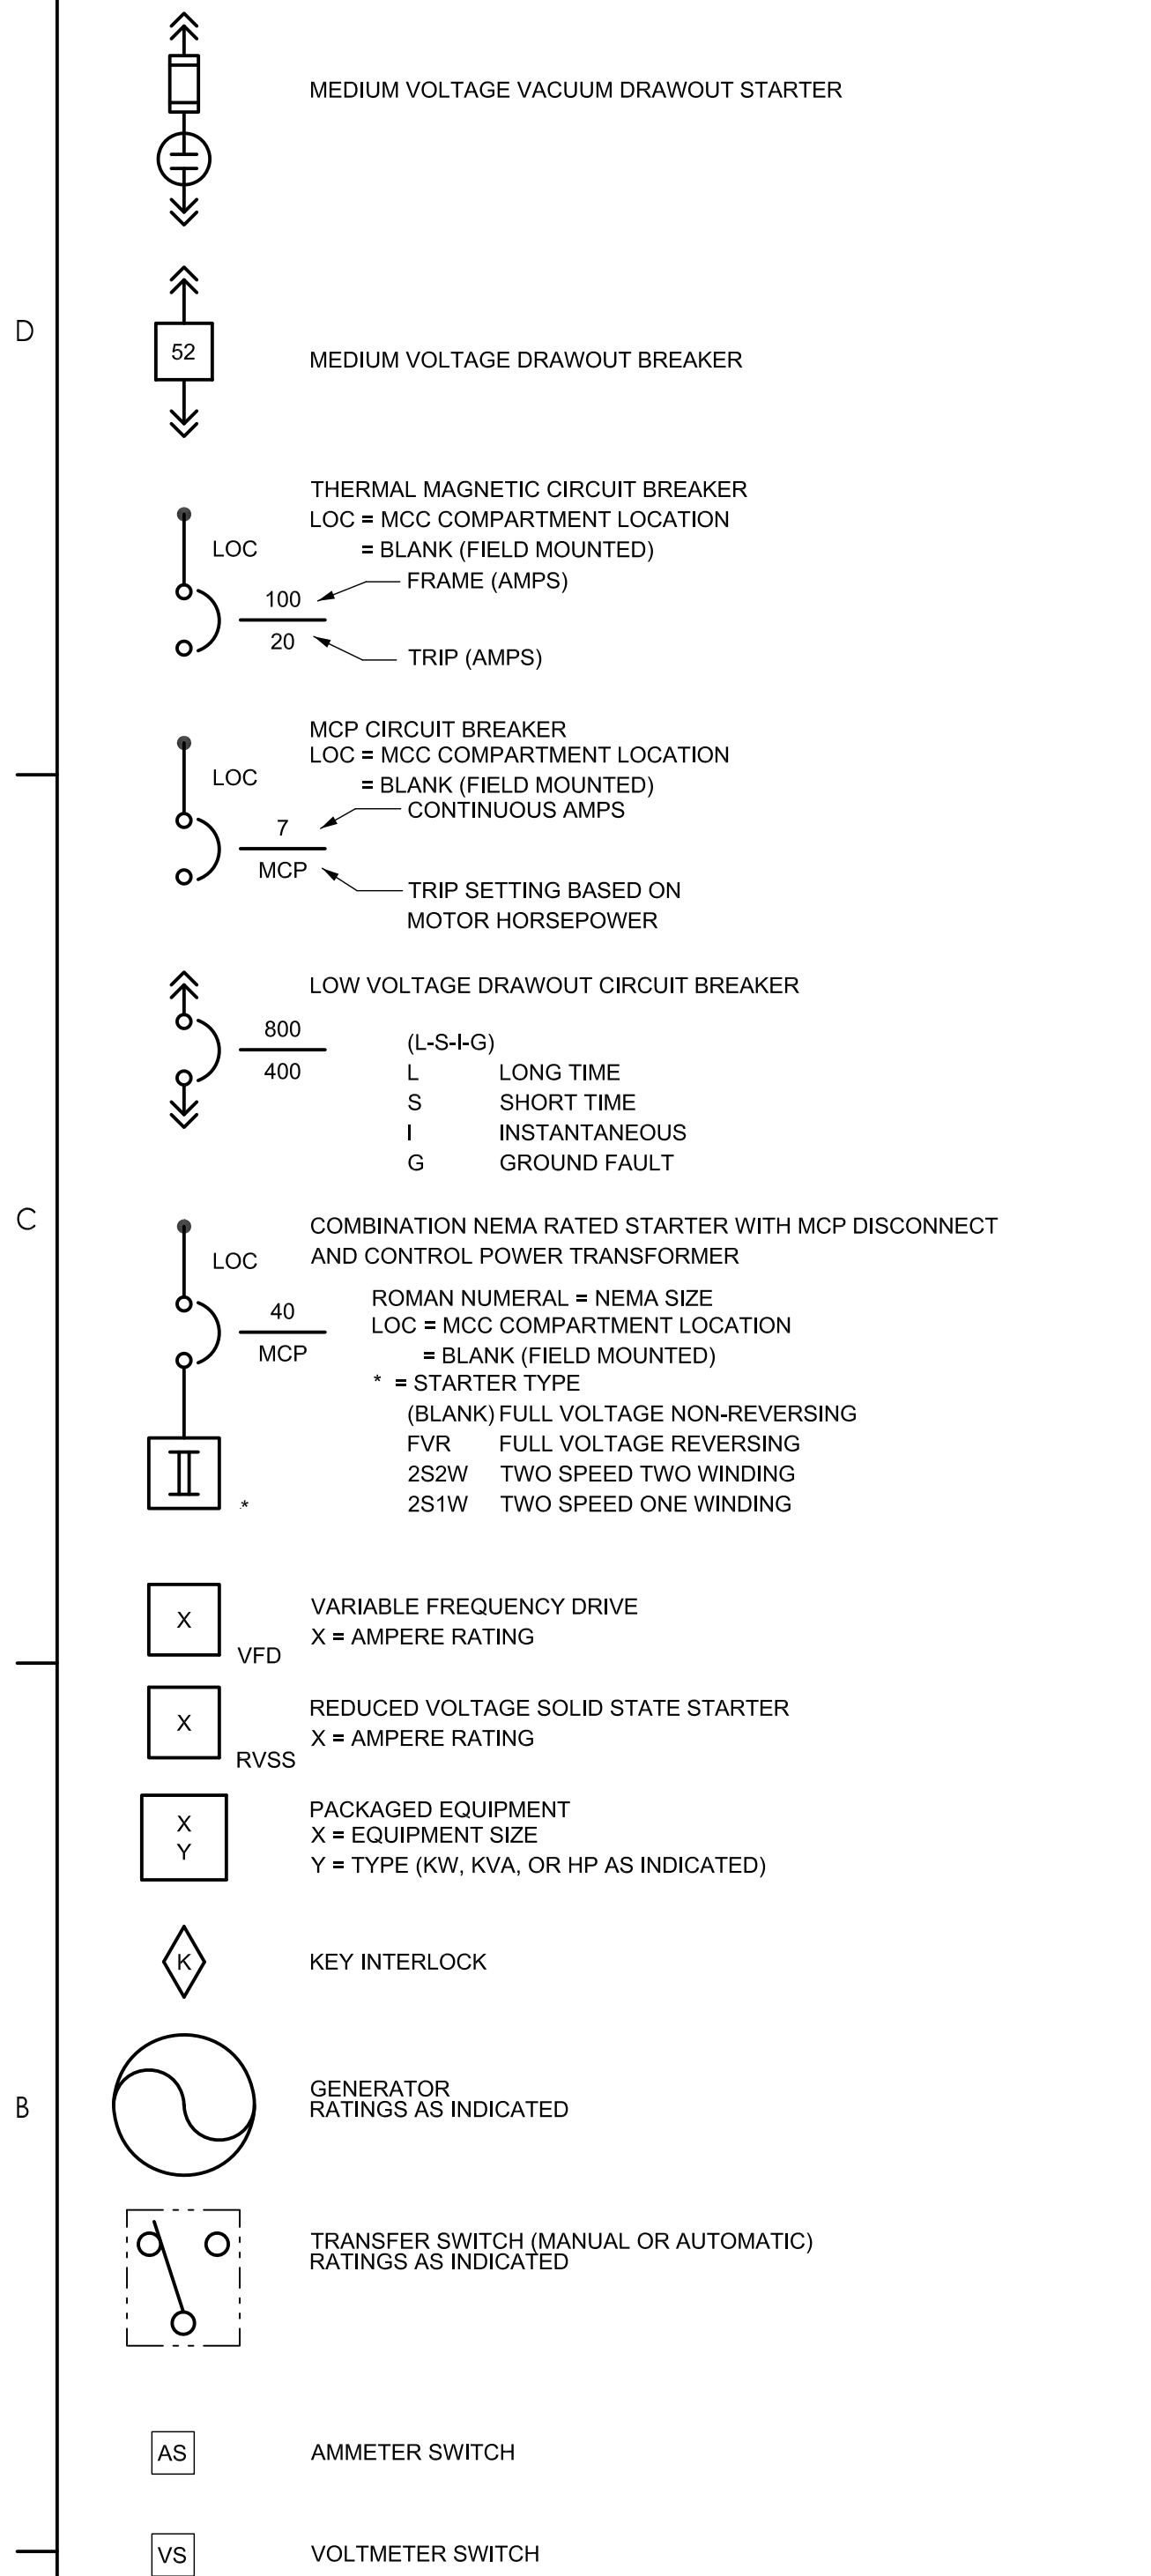 MEDIUM VOLTAGE VACUUM DRAWOUT STARTER
D
52
MEDIUM VOLTAGE DRAWOUT BREAKER
THERMAL MAGNETIC CIRCUIT BREAKER
LOC = MCC COMPARTMENT LOCATION
= BLANK (FIELD MOUNTED)
LOC
FRAME (AMPS)
100
20
TRIP (AMPS)
MCP CIRCUIT BREAKER
LOC = MCC COMPARTMENT LOCATION
= BLANK (FIELD MOUNTED)
LOC
CONTINUOUS AMPS
7
MCP
TRIP SETTING BASED ON
MOTOR HORSEPOWER
LOW VOLTAGE DRAWOUT CIRCUIT BREAKER
800
400
(L-S-I-G)
L LONG TIME
S SHORT TIME
I INSTANTANEOUS
G GROUND FAULT
C
COMBINATION NEMA RATED STARTER WITH MCP DISCONNECT
AND CONTROL POWER TRANSFORMER
LOC
40
MCP
ROMAN NUMERAL = NEMA SIZE
LOC = MCC COMPARTMENT LOCATION
= BLANK (FIELD MOUNTED)
* = STARTER TYPE
(BLANK) FULL VOLTAGE NON-REVERSING
FVR FULL VOLTAGE REVERSING
2S2W TWO SPEED TWO WINDING
2S1W TWO SPEED ONE WINDING
II
*
X
VFD
VARIABLE FREQUENCY DRIVE
X = AMPERE RATING
X
RVSS
REDUCED VOLTAGE SOLID STATE STARTER
X = AMPERE RATING
X
Y
PACKAGED EQUIPMENT
X = EQUIPMENT SIZE
Y = TYPE (KW, KVA, OR HP AS INDICATED)
K
KEY INTERLOCK
B
GENERATOR
RATINGS AS INDICATED
TRANSFER SWITCH (MANUAL OR AUTOMATIC)
RATINGS AS INDICATED
AS
AMMETER SWITCH
VS
VOLTMETER SWITCH